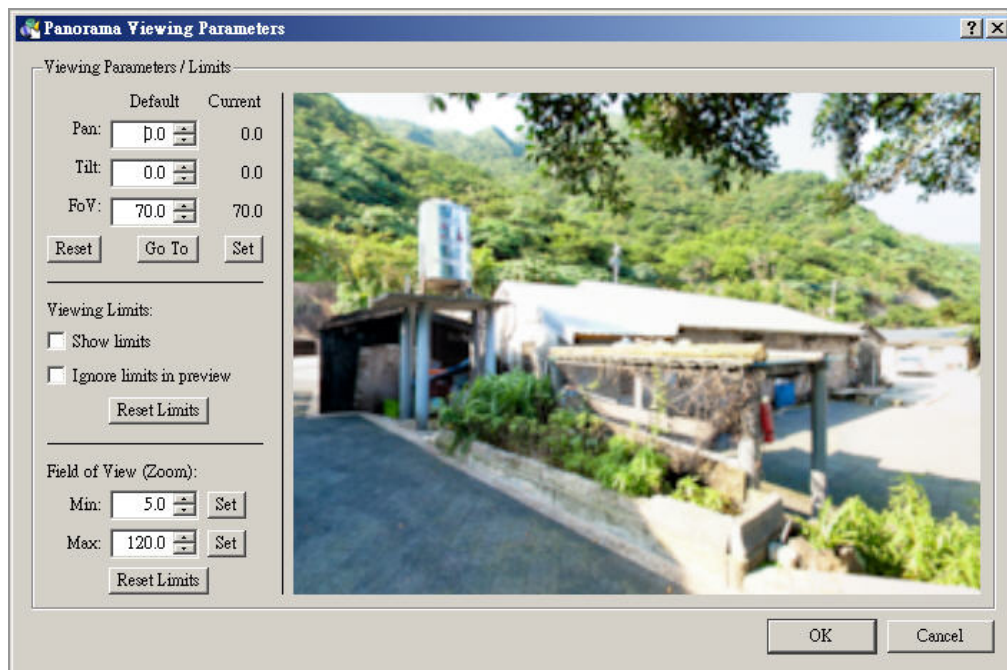 Panorama Viewing Parameters
Viewing Parameters / Limits
Default Current
Pan: 0.0 0.0
Tilt: 0.0 0.0
FoV: 70.0 70.0
Reset Go To Set
Viewing Limits:
Show limits
Ignore limits in preview
Reset Limits
Field of View (Zoom):
Min: 5.0 Set
Max: 120.0 Set
Reset Limits
OK Cancel